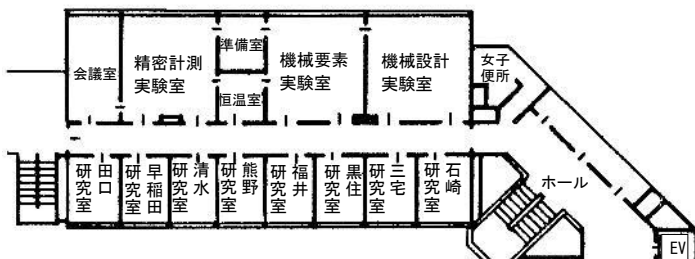 会議室
精密計測
実験室
準備室
恒温室
機械要素
実験室
機械設計
実験室
女子
便所
田口
研究室
早稲田
研究室
清水
研究室
熊野
研究室
福井
研究室
黒住
研究室
三宅
研究室
石崎
研究室
ホール
EV